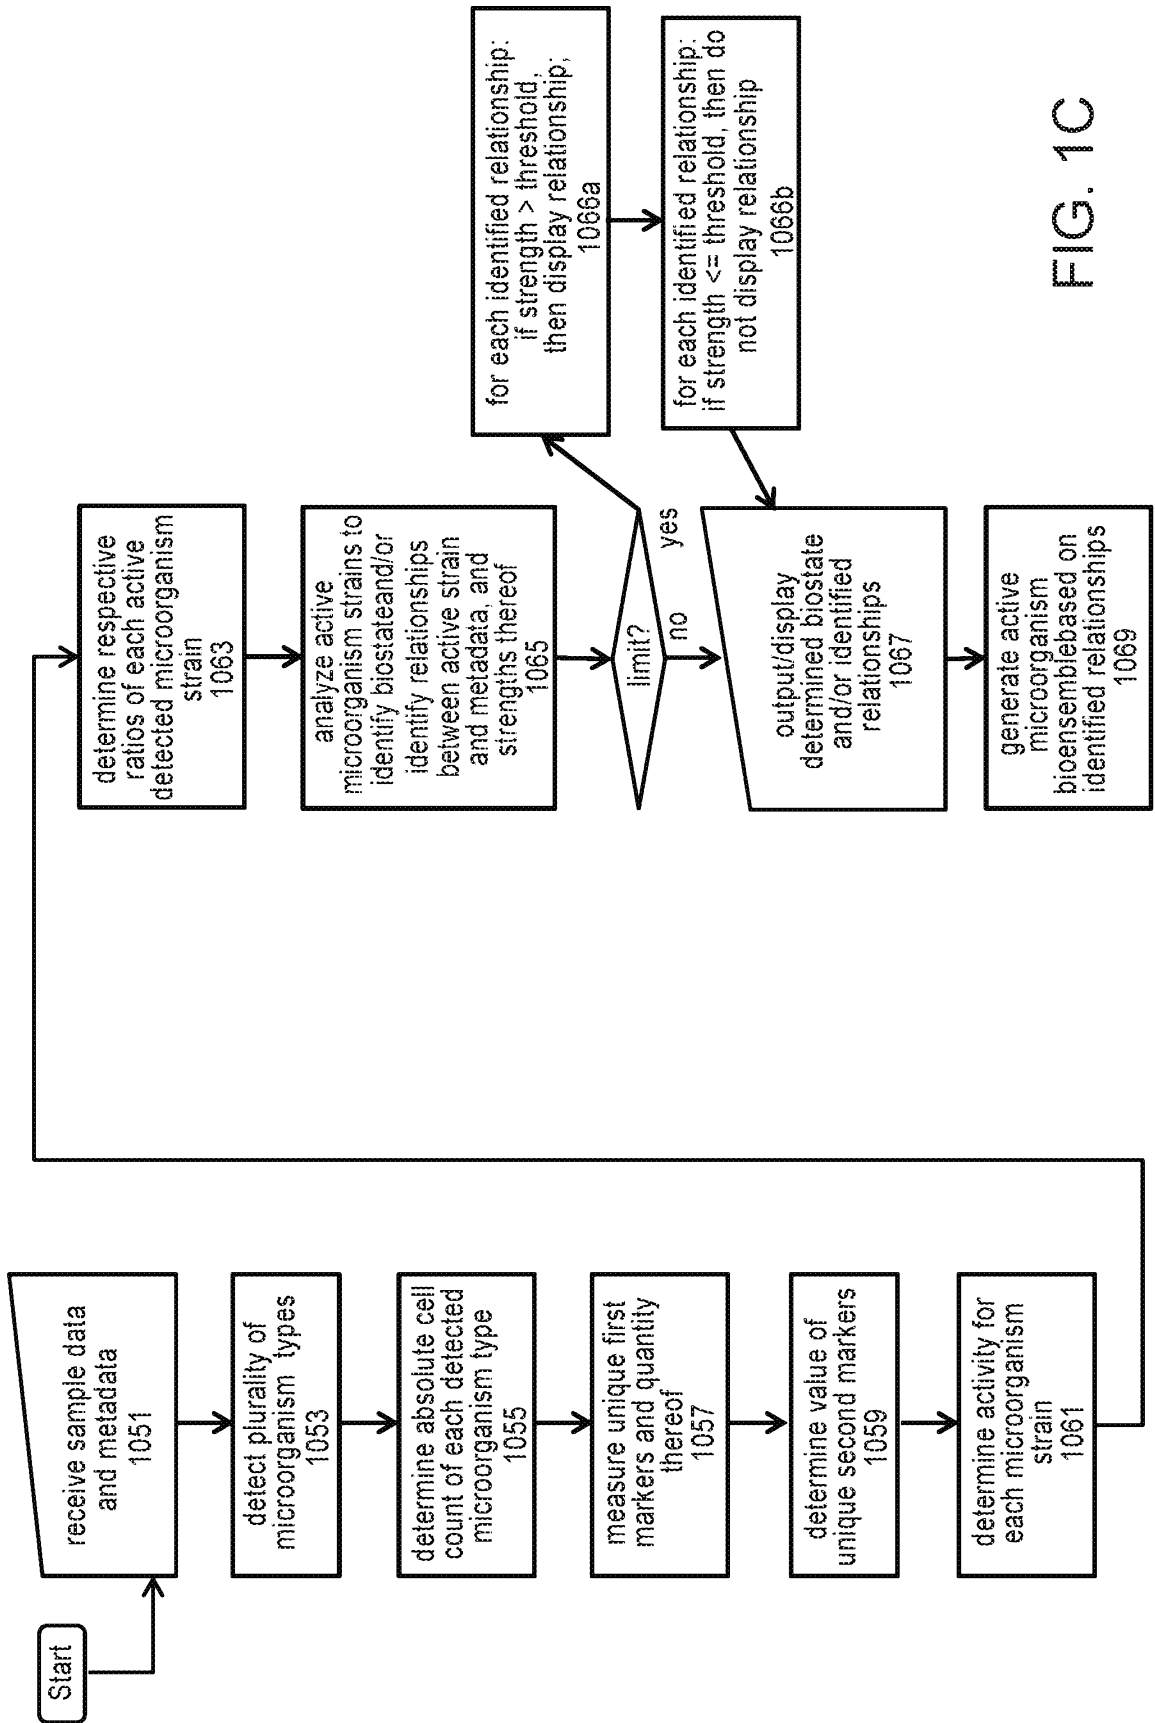 Start
receive sample data
and metadata
1051
detect plurality of
microorganism types
1053
determine absolute cell
count of each detected
microorganism type
1055
measure unique first
markers and quantity
thereof
1057
determine value of
unique second markers
1059
determine activity for
each microorganism
strain
1061
determine respective
ratios of each active
detected microorganism
strain
1063
analyze active
microorganism strains to
identify biostateand/or
identify relationships
between active strain
and metadata, and
strengths thereof
1065
limit?
yes
no
for each identified relationship:
if strength > threshold,
then display relationship;
1066a
for each identified relationship:
if strength <= threshold, then do
not display relationship
1066b
output/display
determined biostate
and/or identified
relationships
1067
generate active
microorganism
bioensemblebased on
identified relationships
1069
FIG. 1C